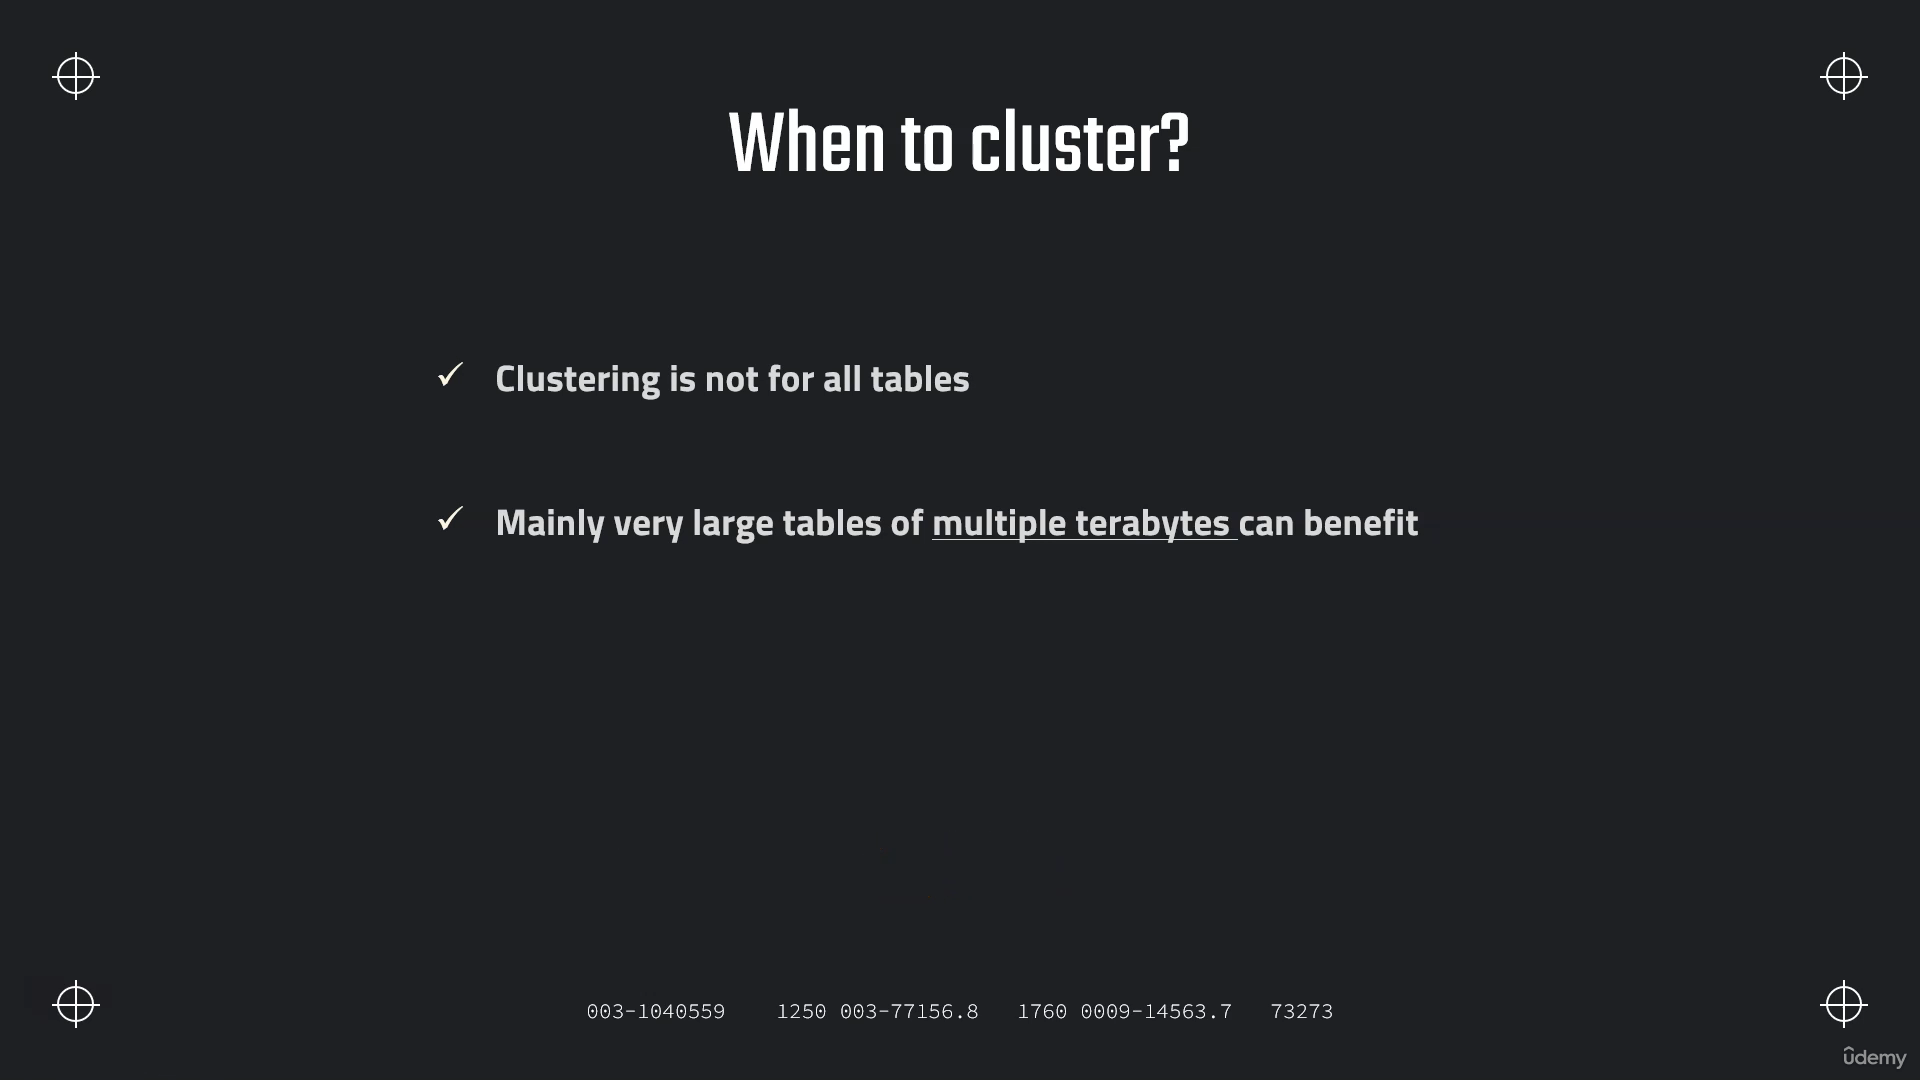 When to cluster?
✓ Clustering is not for all tables
✓ Mainly very large tables of multiple terabytes can benefit
003-1040559 1250 003-77156.8 1760 0009-14563.7 73273
ûdemy